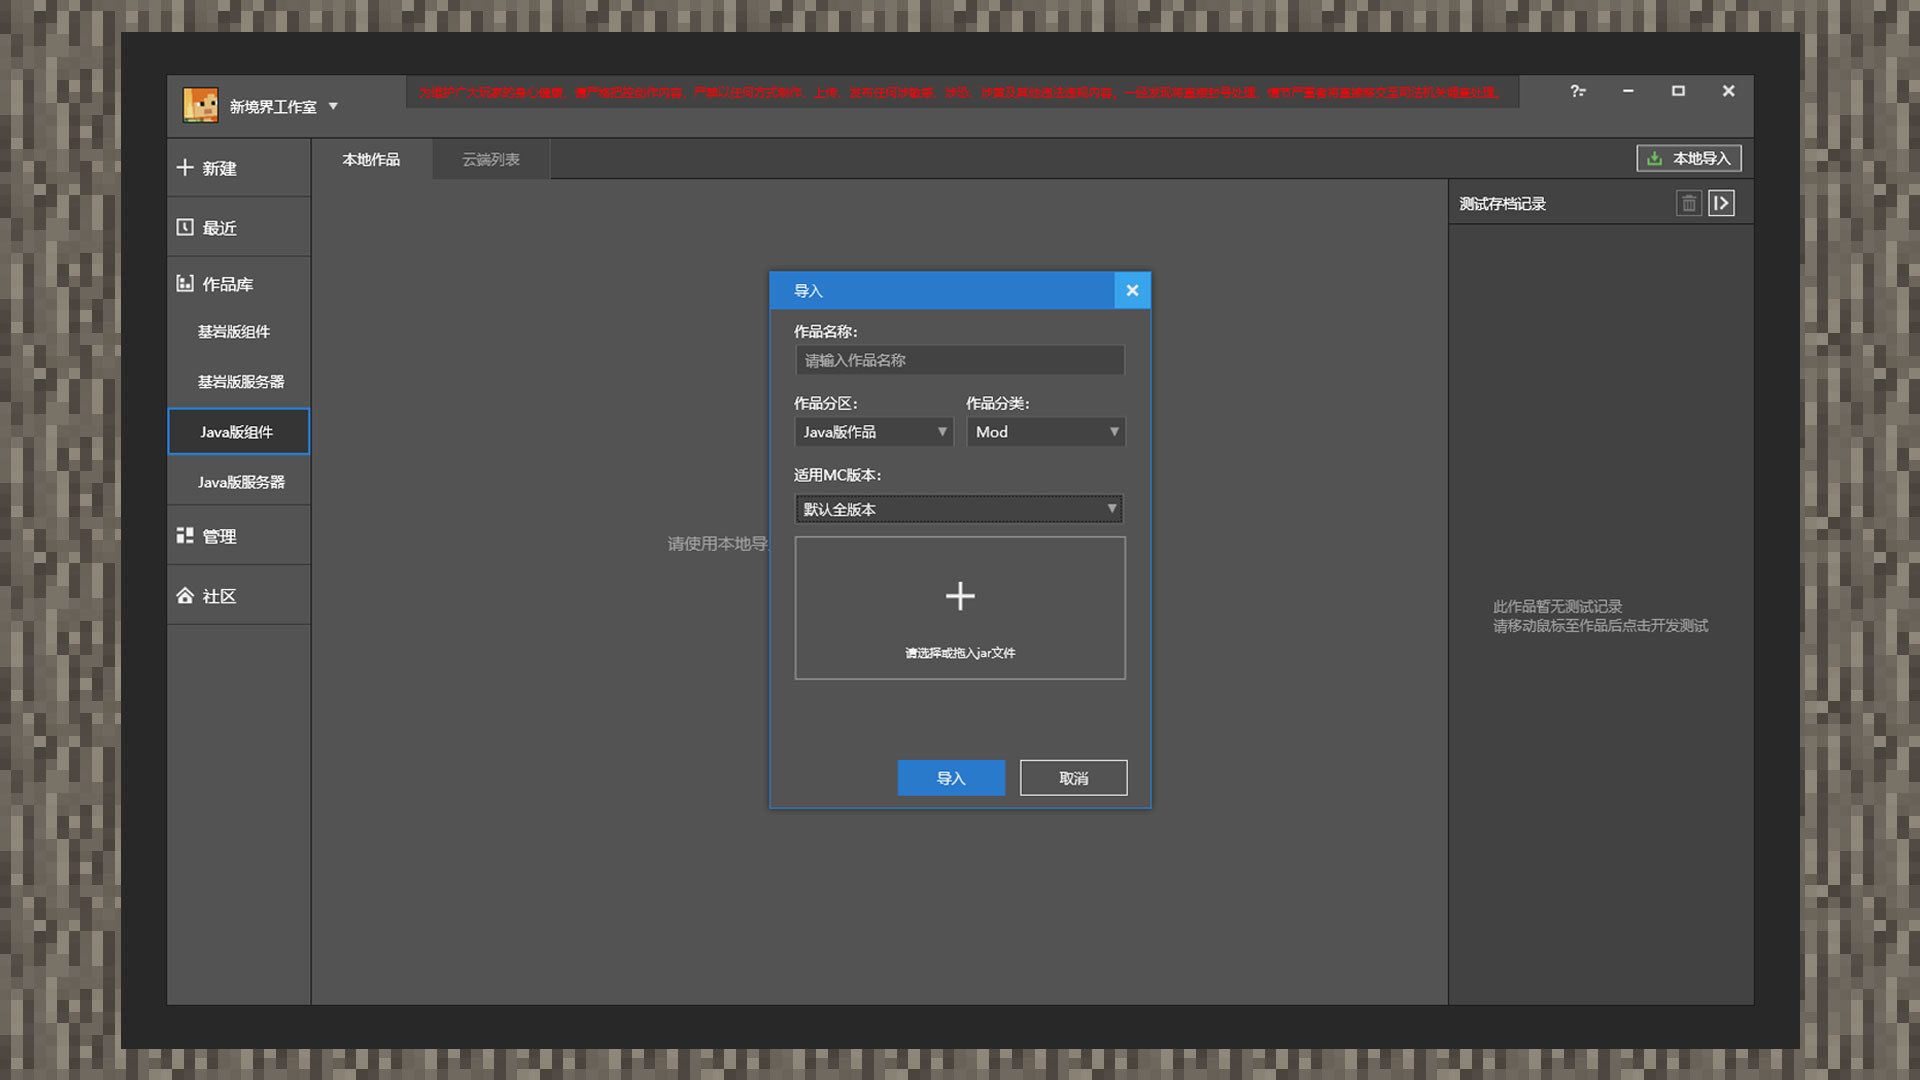 新境界工作室
为维护广大玩家的身心健康，请严格把控创作内容，严禁以任何方式制作、上传、发布任何涉敏感、涉政、涉黄及其他违法违规内容，一经发现将直接封号处理，情节严重者将直接移交至司法机关提案处理。
新建
最近
作品库
基岩版组件
基岩版服务器
Java版组件
Java版服务器
管理
社区
本地作品
云端列表
本地导入
测试存档记录
请使用本地导
此作品暂无测试记录
请移动鼠标至作品后点击开发测试
导入
作品名称:
请输入作品名称
作品分区:
作品分类:
Java版作品
Mod
适用MC版本:
默认全版本
请选择或拖入jar文件
导入
取消